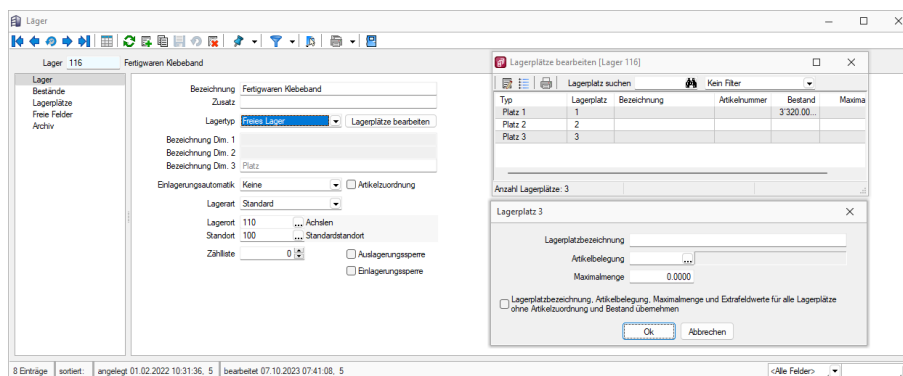 Läger
Lager 116 Fertigwaren Klebeband
Lager
Bestände
Lagerplätze
Freie Felder
Archiv
Bezeichnung Fertigwaren Klebeband
Zusatz
Lagertyp Freies Lager Lagerplätze bearbeiten
Bezeichnung Dim. 1
Bezeichnung Dim. 2
Bezeichnung Dim. 3 Platz
Einlagerungsautomatik Keine Artikelzuordnung
Lagerart Standard
Lagerort 110 ... Achslen
Standort 100 ... Standardstandort
Zählliste 0 Auslagerungssperre
Einlagerungssperre
Lagerplätze bearbeiten [Lager 116]
Lagerplatz suchen Kein Filter
Typ Lagerplatz Bezeichnung Artikelnummer Bestand Maxima
Platz 1 1 3'320.00...
Platz 2 2
Platz 3 3
Anzahl Lagerplätze: 3
Lagerplatz 3
Lagerplatzbezeichnung
Artikelbelegung ...
Maximalmenge 0.0000
Lagerplatzbezeichnung, Artikelbelegung, Maximalmenge und Extrafeldwerte für alle Lagerplätze
ohne Artikelzuordnung und Bestand übernehmen
Ok Abbrechen
8 Einträge sortiert: angelegt 01.02.2022 10:31:36, 5 bearbeitet 07.10.2023 07:41:08, 5 <Alle Felder>